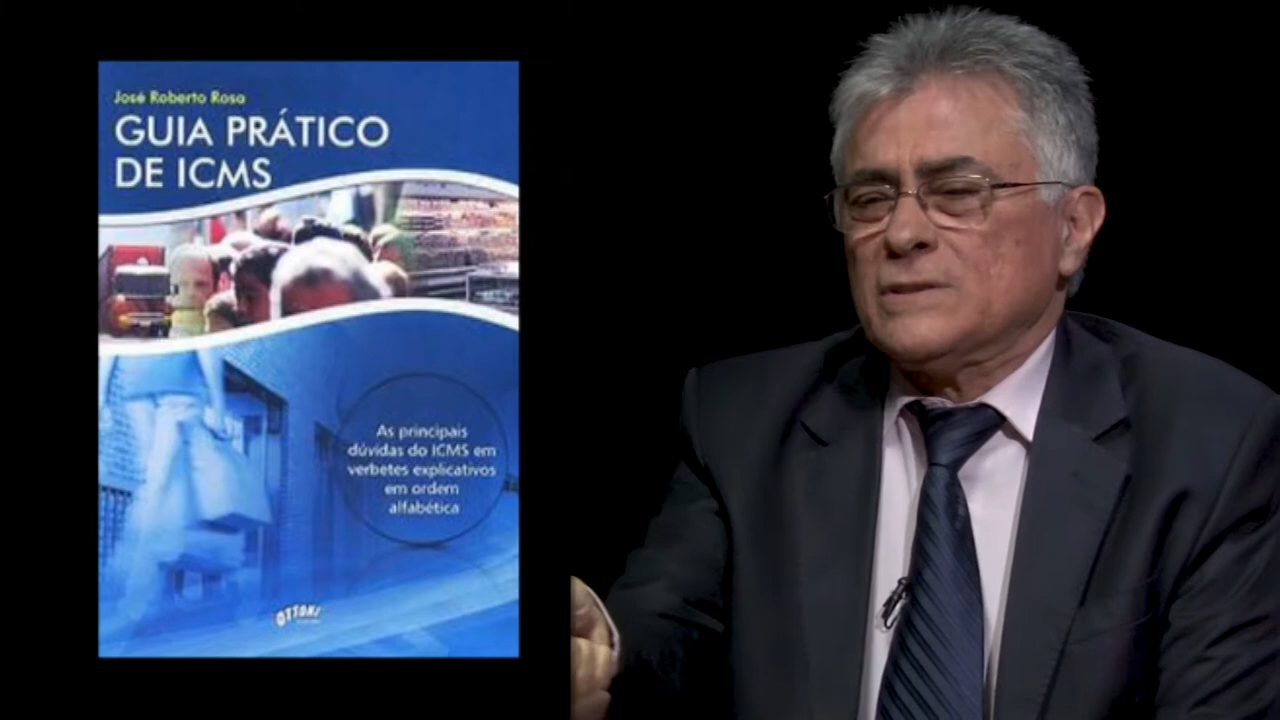 José Roberto Rosa
GUIA PRÁTICO
DE ICMS
As principais
dúvidas do ICMS em
verbetes explicativos
em ordem
alfabética
OTTONI